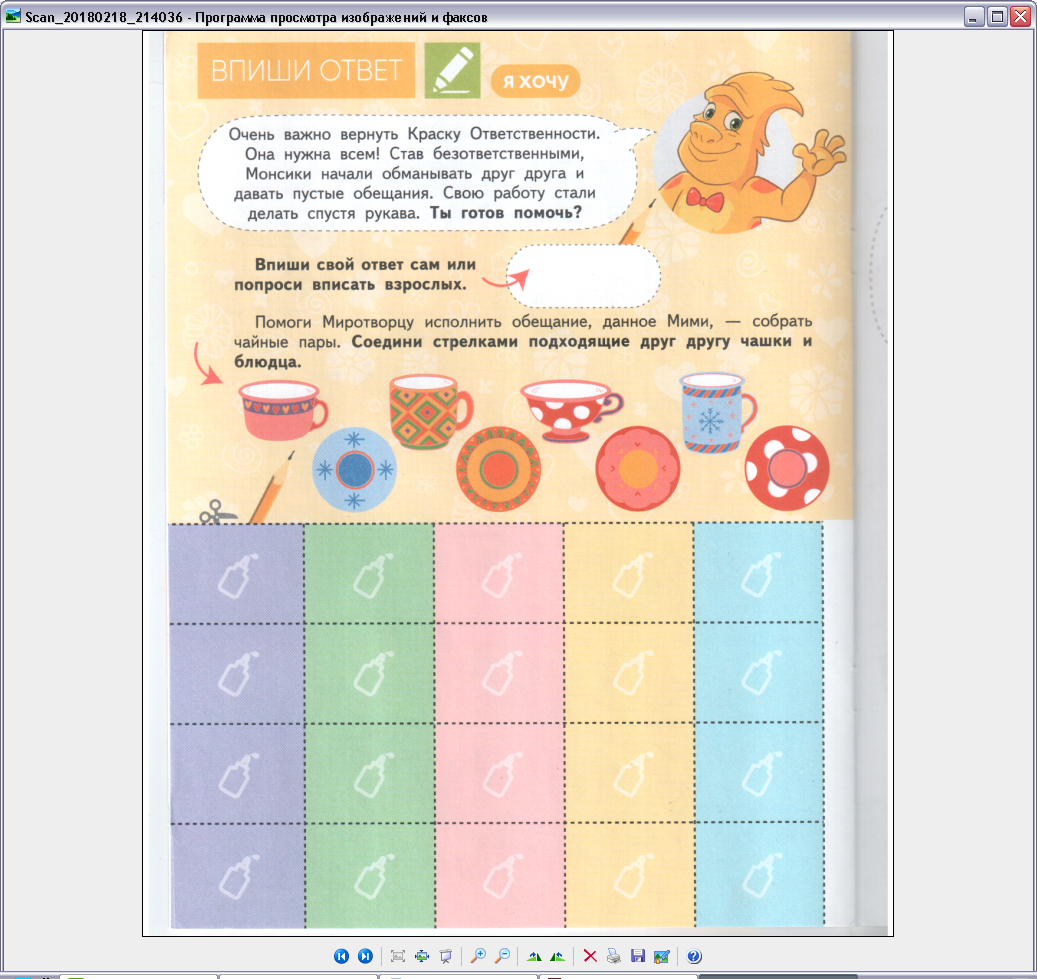 Scan_20180218_214036 - Программа просмотра изображений и факсов
ВПИШИ ОТВЕТ
я хочу
Очень важно вернуть Краску Ответственности.
Она нужна всем! Став безответственными,
Монсики начали обманывать друг друга и
давать пустые обещания. Свою работу стали
делать спустя рукава. Ты готов помочь?
Впиши свой ответ сам или
попроси вписать взрослых.
Помоги Миротворцу исполнить обещание, данное Мими, — собрать
чайные пары. Соедини стрелками подходящие друг другу чашки и
блюдца.